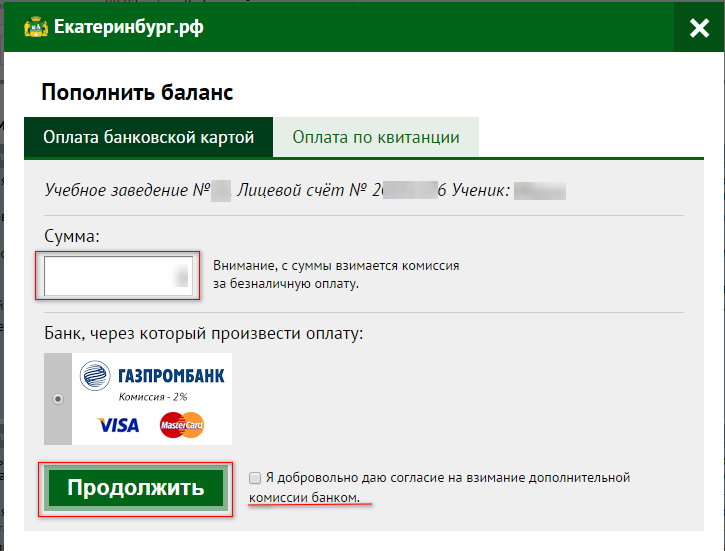 Екатеринбург.рф
Пополнить баланс
Оплата банковской картой
Оплата по квитанции
Учебное заведение № . Лицевой счёт № 2 6 Ученик:
Сумма:
Внимание, с суммы взимается комиссия
за безналичную оплату.
Банк, через который произвести оплату:
ГАЗПРОМБАНК
Комиссия - 2%
VISA MasterCard
Продолжить
Я добровольно даю согласие на взимание дополнительной
комиссии банком.